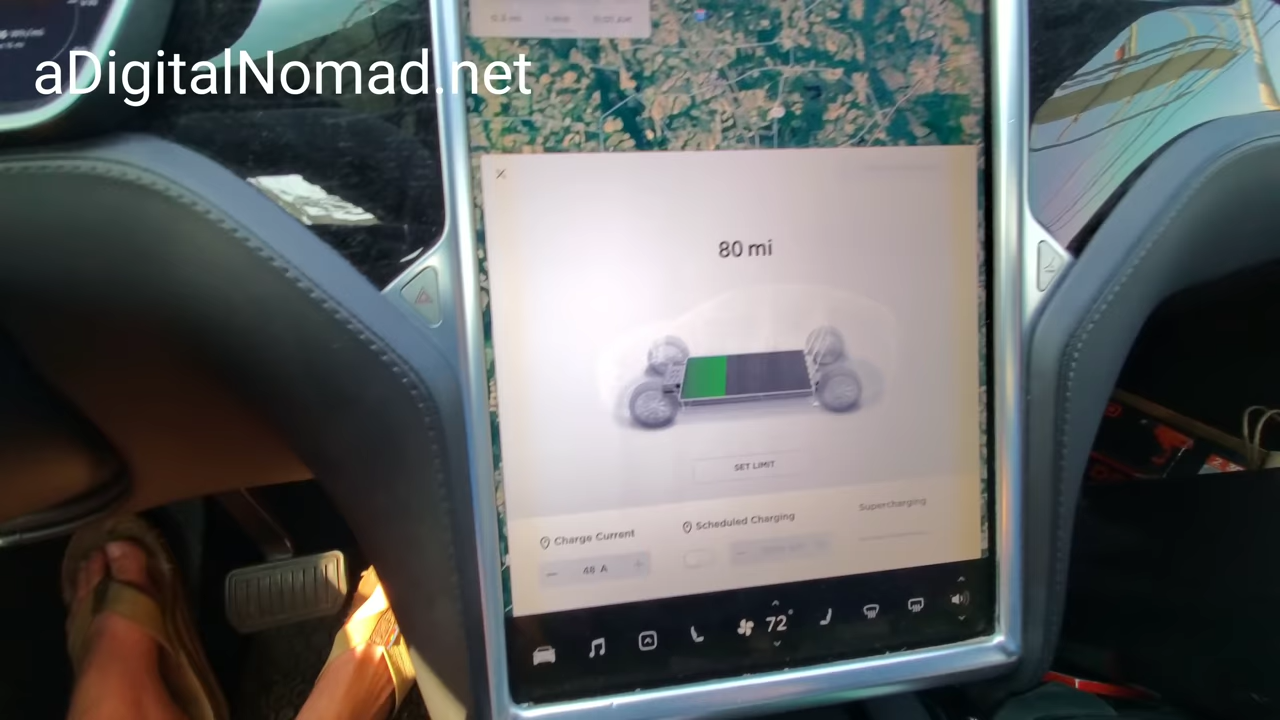 aDigitalNomad.net
80 mi
SET LIMIT
Charge Current
Scheduled Charging
Supercharging
48 A
72°